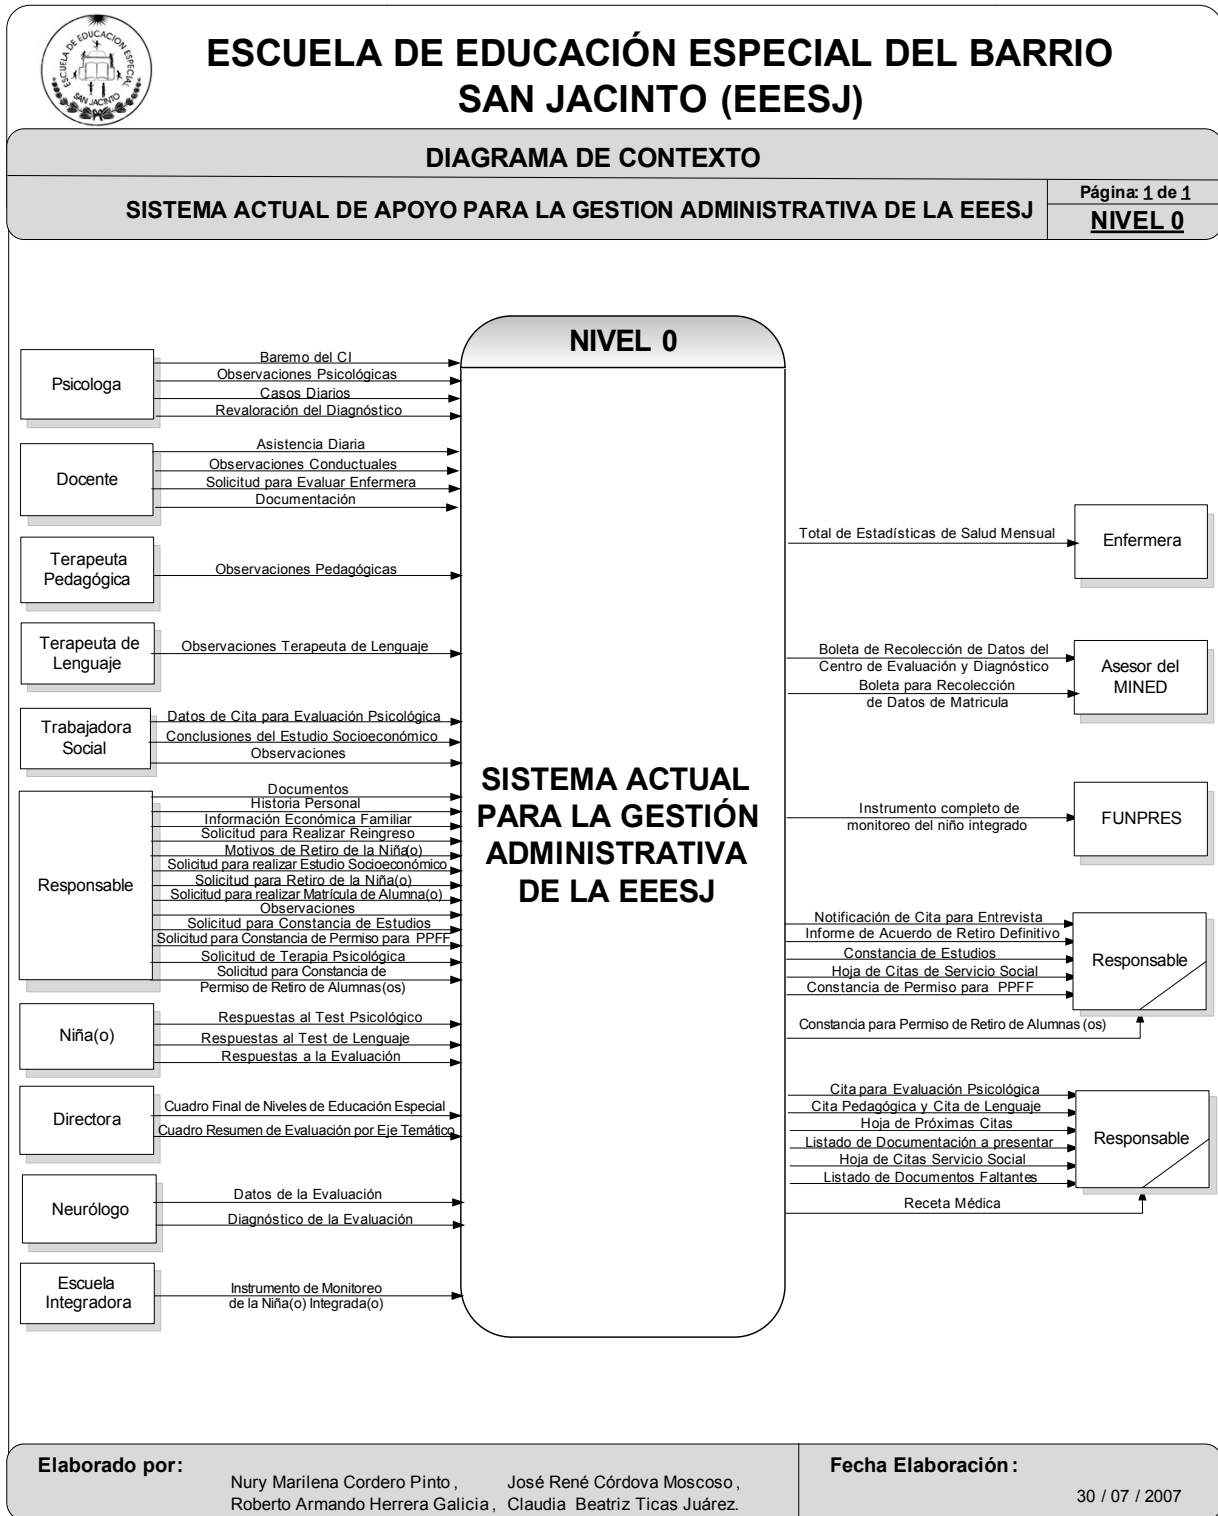 ESCUELA DE EDUCACION ESPECIAL
SAN JACINTO
ESCUELA DE EDUCACIÓN ESPECIAL DEL BARRIO
SAN JACINTO (EEESJ)
DIAGRAMA DE CONTEXTO
SISTEMA ACTUAL DE APOYO PARA LA GESTION ADMINISTRATIVA DE LA EEESJ
Página: 1 de 1
NIVEL 0
NIVEL 0
SISTEMA ACTUAL
PARA LA GESTIÓN
ADMINISTRATIVA
DE LA EEESJ
Psicologa
Baremo del CI
Observaciones Psicológicas
Casos Diarios
Revaloración del Diagnóstico
Docente
Asistencia Diaria
Observaciones Conductuales
Solicitud para Evaluar Enfermera
Documentación
Terapeuta
Pedagógica
Observaciones Pedagógicas
Terapeuta de
Lenguaje
Observaciones Terapeuta de Lenguaje
Trabajadora
Social
Datos de Cita para Evaluación Psicológica
Conclusiones del Estudio Socioeconómico
Observaciones
Responsable
Documentos
Historia Personal
Información Económica Familiar
Solicitud para Realizar Reingreso
Motivos de Retiro de la Niña(o)
Solicitud para realizar Estudio Socioeconómico
Solicitud para Retiro de la Niña(o)
Solicitud para realizar Matrícula de Alumna(o)
Observaciones
Solicitud para Constancia de Estudios
Solicitud para Constancia de Permiso para PPFF
Solicitud de Terapia Psicológica
Solicitud para Constancia de
Permiso de Retiro de Alumnas(os)
Niña(o)
Respuestas al Test Psicológico
Respuestas al Test de Lenguaje
Respuestas a la Evaluación
Directora
Cuadro Final de Niveles de Educación Especial
Cuadro Resumen de Evaluación por Eje Temático
Neurólogo
Datos de la Evaluación
Diagnóstico de la Evaluación
Escuela
Integradora
Instrumento de Monitoreo
de la Niña(o) Integrada(o)
Total de Estadísticas de Salud Mensual
Enfermera
Boleta de Recolección de Datos del
Centro de Evaluación y Diagnóstico
Boleta para Recolección
de Datos de Matricula
Asesor del
MINED
Instrumento completo de
monitoreo del niño integrado
FUNPRES
Notificación de Cita para Entrevista
Informe de Acuerdo de Retiro Definitivo
Constancia de Estudios
Hoja de Citas de Servicio Social
Constancia de Permiso para PPFF
Constancia para Permiso de Retiro de Alumnas (os)
Responsable
Cita para Evaluación Psicológica
Cita Pedagógica y Cita de Lenguaje
Hoja de Próximas Citas
Listado de Documentación a presentar
Hoja de Citas Servicio Social
Listado de Documentos Faltantes
Receta Médica
Responsable
Elaborado por:
Nury Marilena Cordero Pinto, José René Córdova Moscoso,
Roberto Armando Herrera Galicia, Claudia Beatriz Ticas Juárez.
Fecha Elaboración:
30 / 07 / 2007